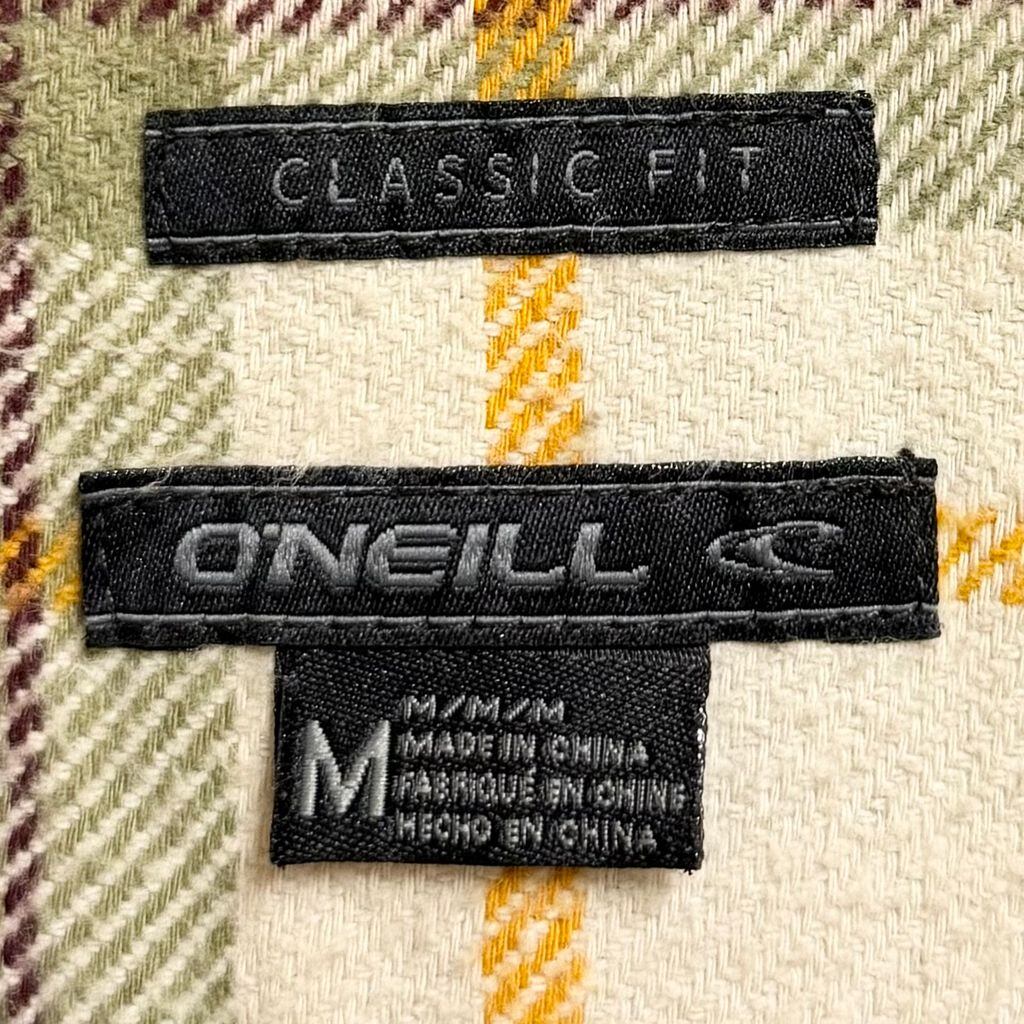 CLASSIC FIT
O'NEILL
M
M/M/M
MADE IN CHINA
FABRIQUÉ EN CHINE
HECHO EN CHINA